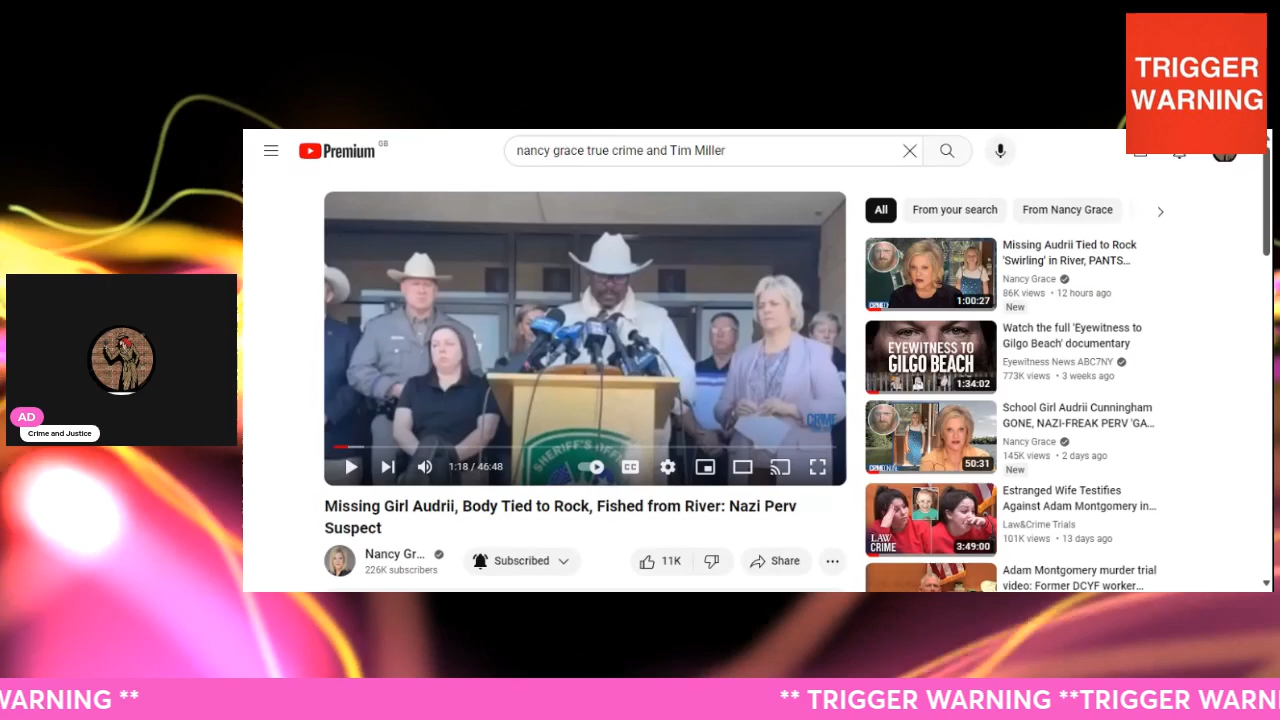 TRIGGER
WARNING
Premium GB
nancy grace true crime and Tim Miller
All
From your search
From Nancy Grace
SHERIFF'S
CRIME
1:18 / 46:48
CC
Missing Girl Audrii, Body Tied to Rock, Fished from River: Nazi Perv
Suspect
Nancy Gr...
226K subscribers
Subscribed
11K
Share
1:00:27
Missing Audrii Tied to Rock
'Swirling' in River, PANTS...
Nancy Grace
86K views • 12 hours ago
New
EYEWITNESS TO
GILGO BEACH
1:34:02
Watch the full 'Eyewitness to
Gilgo Beach' documentary
Eyewitness News ABC7NY
773K views • 3 weeks ago
50:31
School Girl Audrii Cunningham
GONE, NAZI-FREAK PERV 'GA...
Nancy Grace
145K views • 2 days ago
New
LAW
CRIME
3:49:00
Estranged Wife Testifies
Against Adam Montgomery in...
Law&Crime Trials
101K views • 13 days ago
Adam Montgomery murder trial
video: Former DCYF worker...
AD
Crime and Justice
WARNING **
** TRIGGER WARNING **TRIGGER WARN